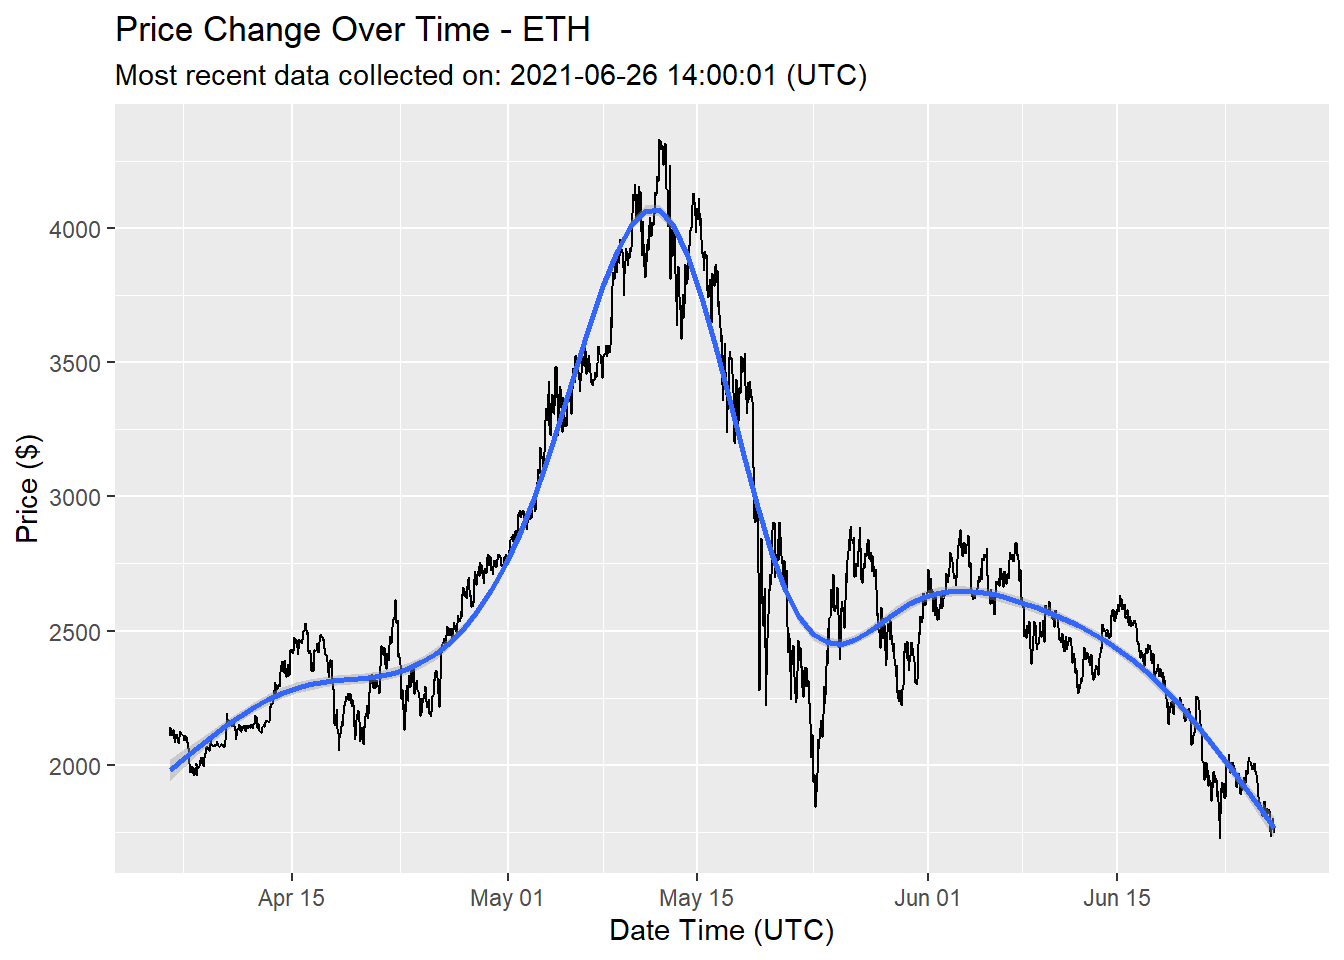 Price Change Over Time - ETH
Most recent data collected on: 2021-06-26 14:00:01 (UTC)
Price ($)
4000
3500
3000
2500
2000
Apr 15
May 01
May 15
Jun 01
Jun 15
Date Time (UTC)